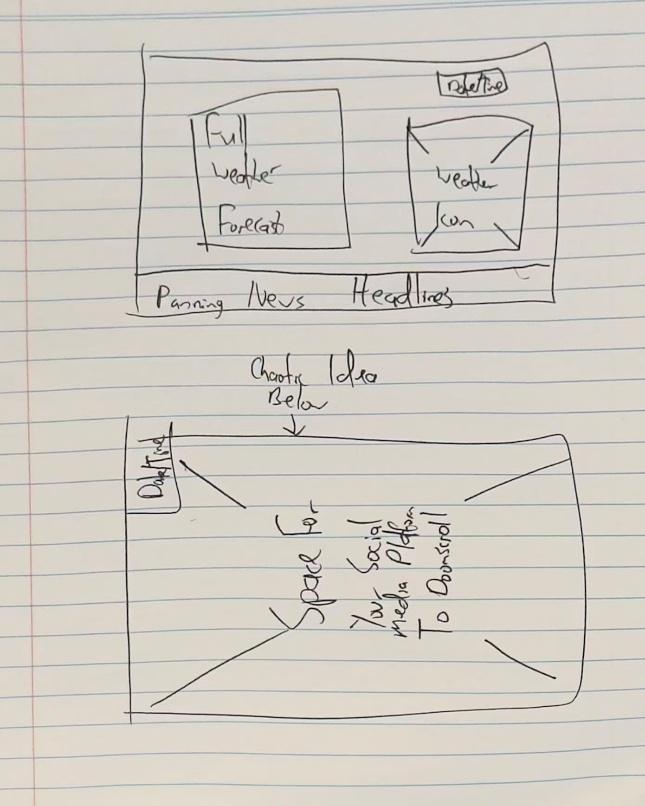 Date/Time
Full
Weather
Forecast
Weather
Icon
Panning News Headlines
Chaotic Idea
Below
Date/Time
Space for
Your Social
Media Platform
To Doomscroll